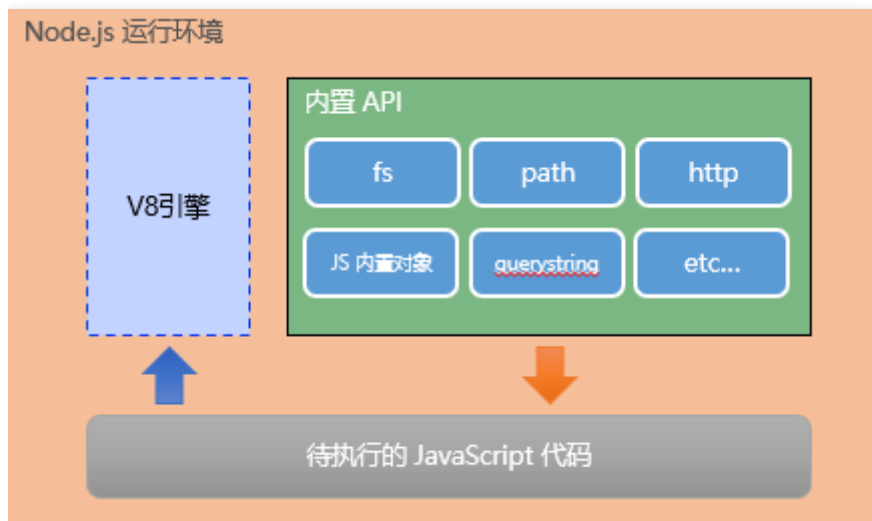 Node.js 运行环境
V8引擎
内置 API
fs
path
http
JS 内置对象
querystring
etc...
待执行的 JavaScript 代码